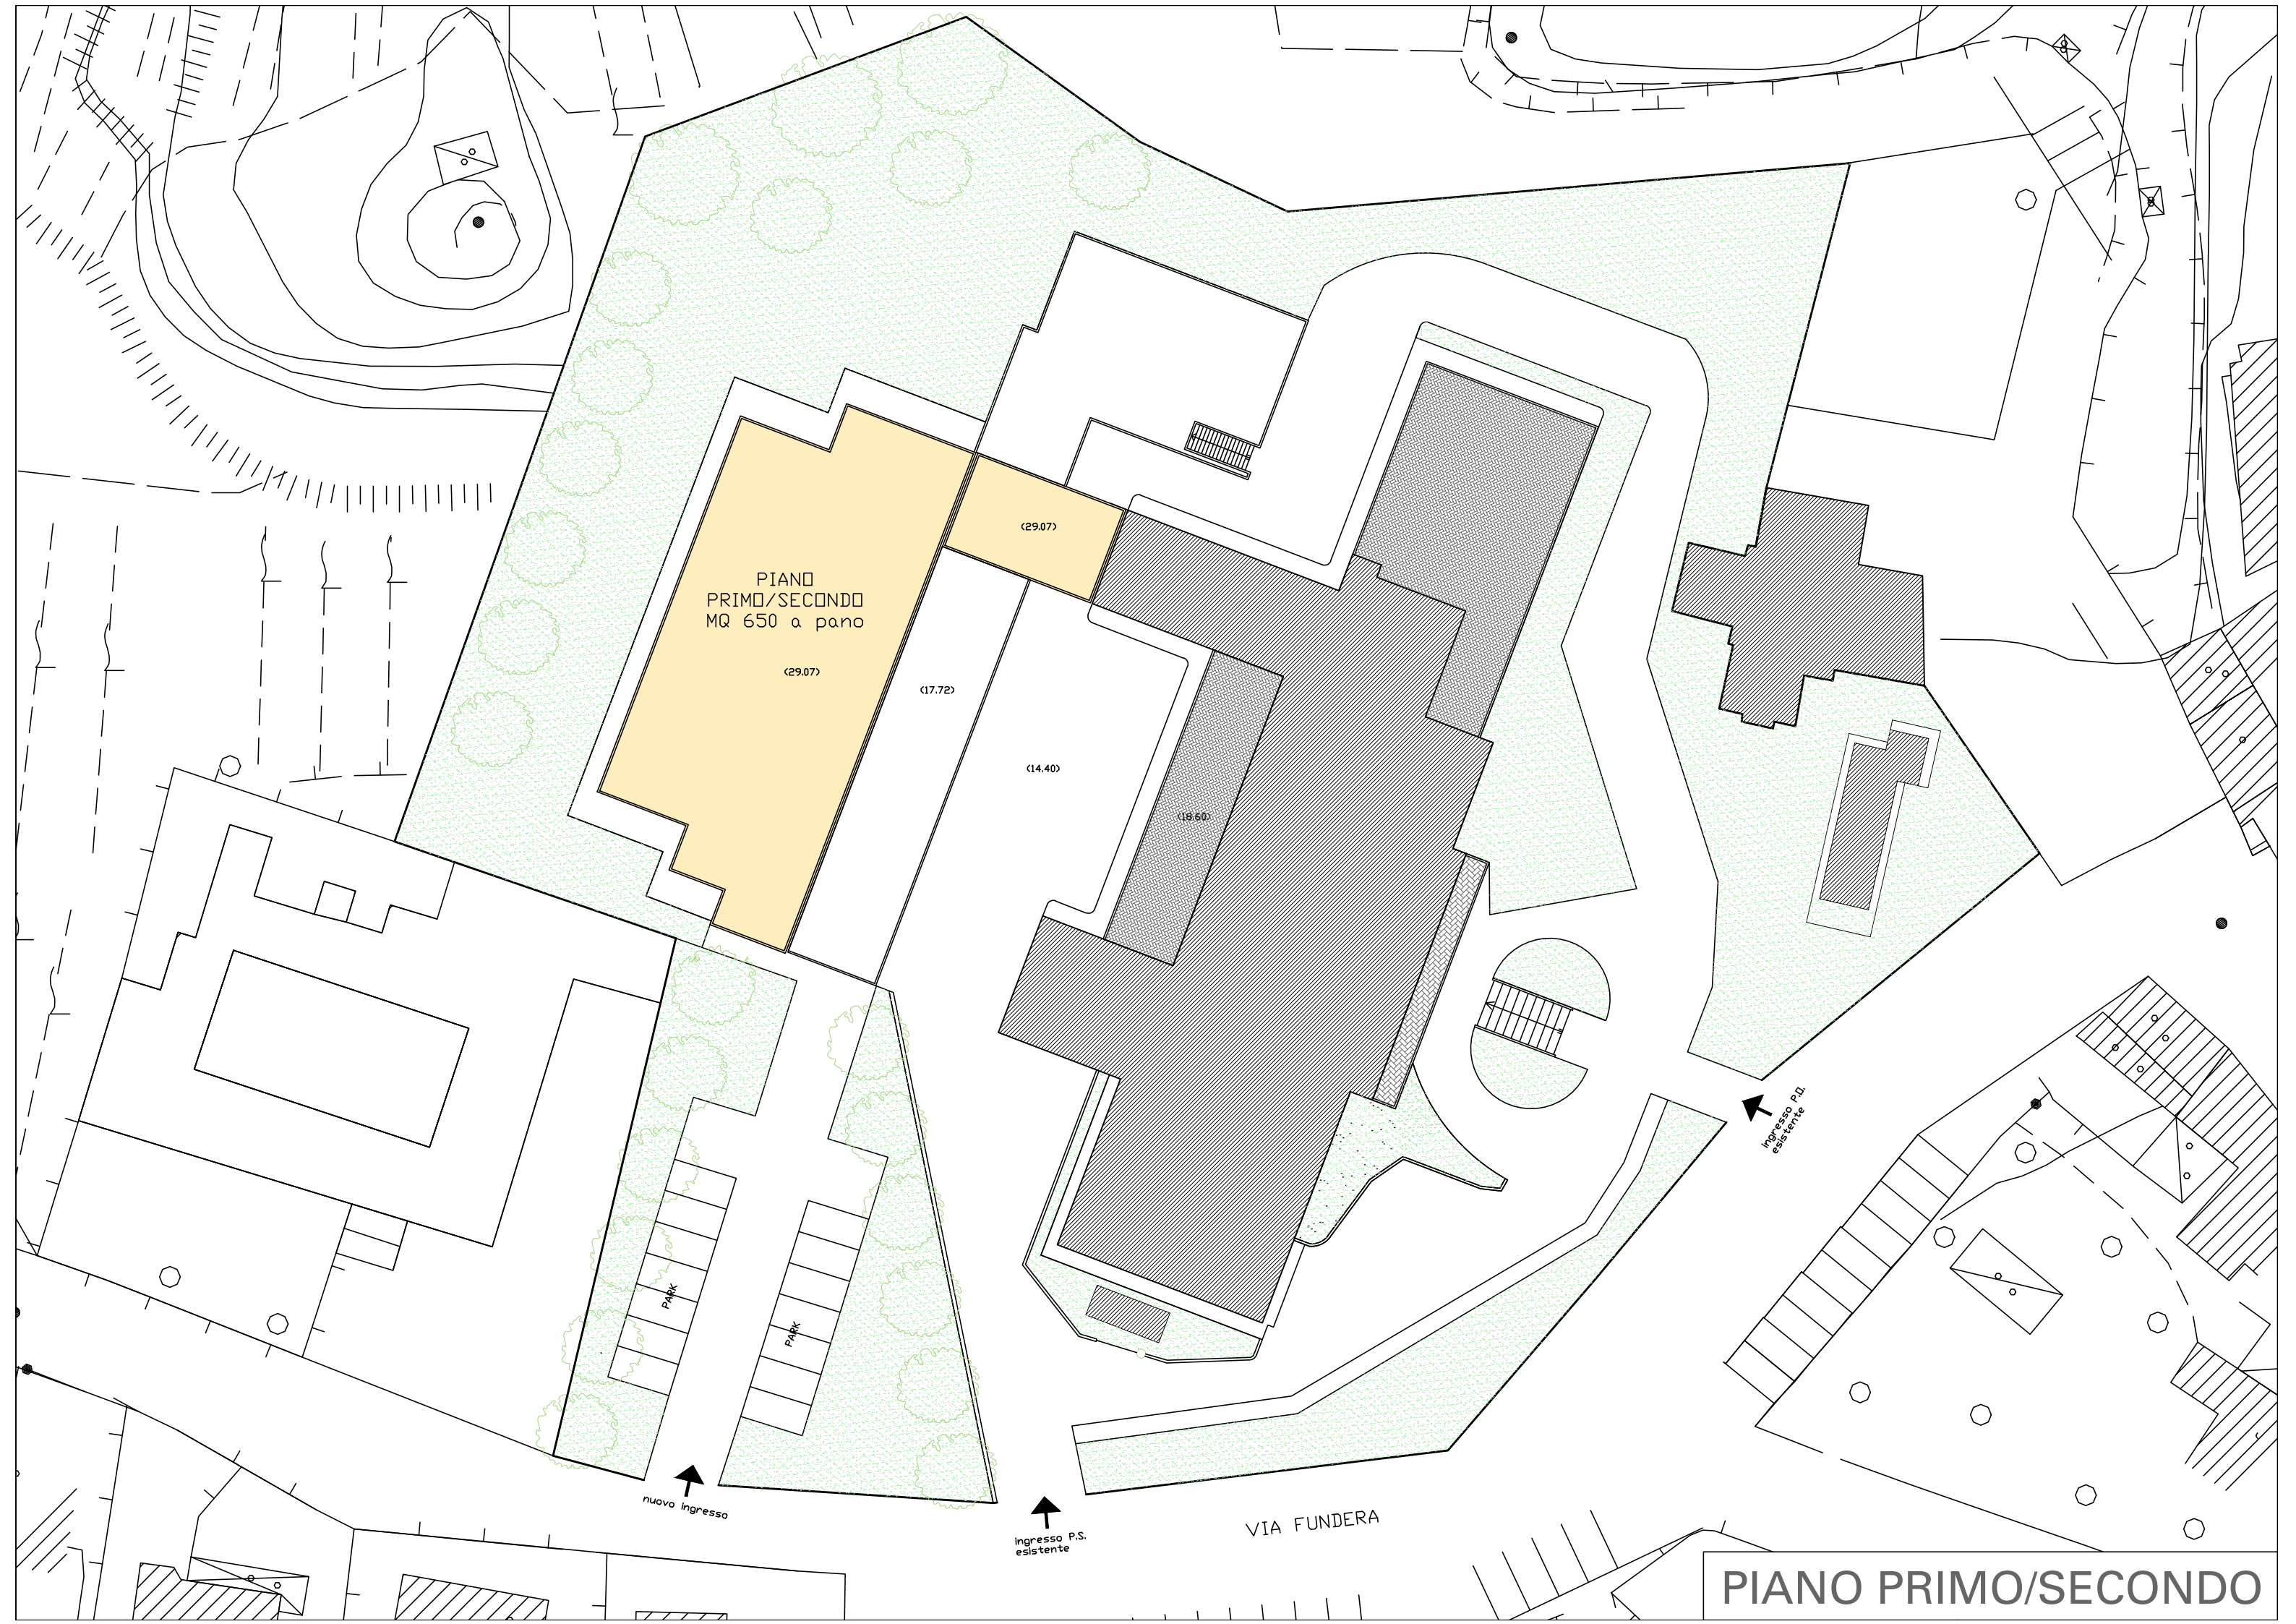 (29.07)
PIANO
PRIMO/SECONDO
MQ 650 a pano
(29.07)
(17.72)
(14.40)
(18.60)
PARK
PARK
Ingresso P.D.
esistente
nuovo ingresso
Ingresso P.S.
esistente
VIA FUNDERA
PIANO PRIMO/SECONDO